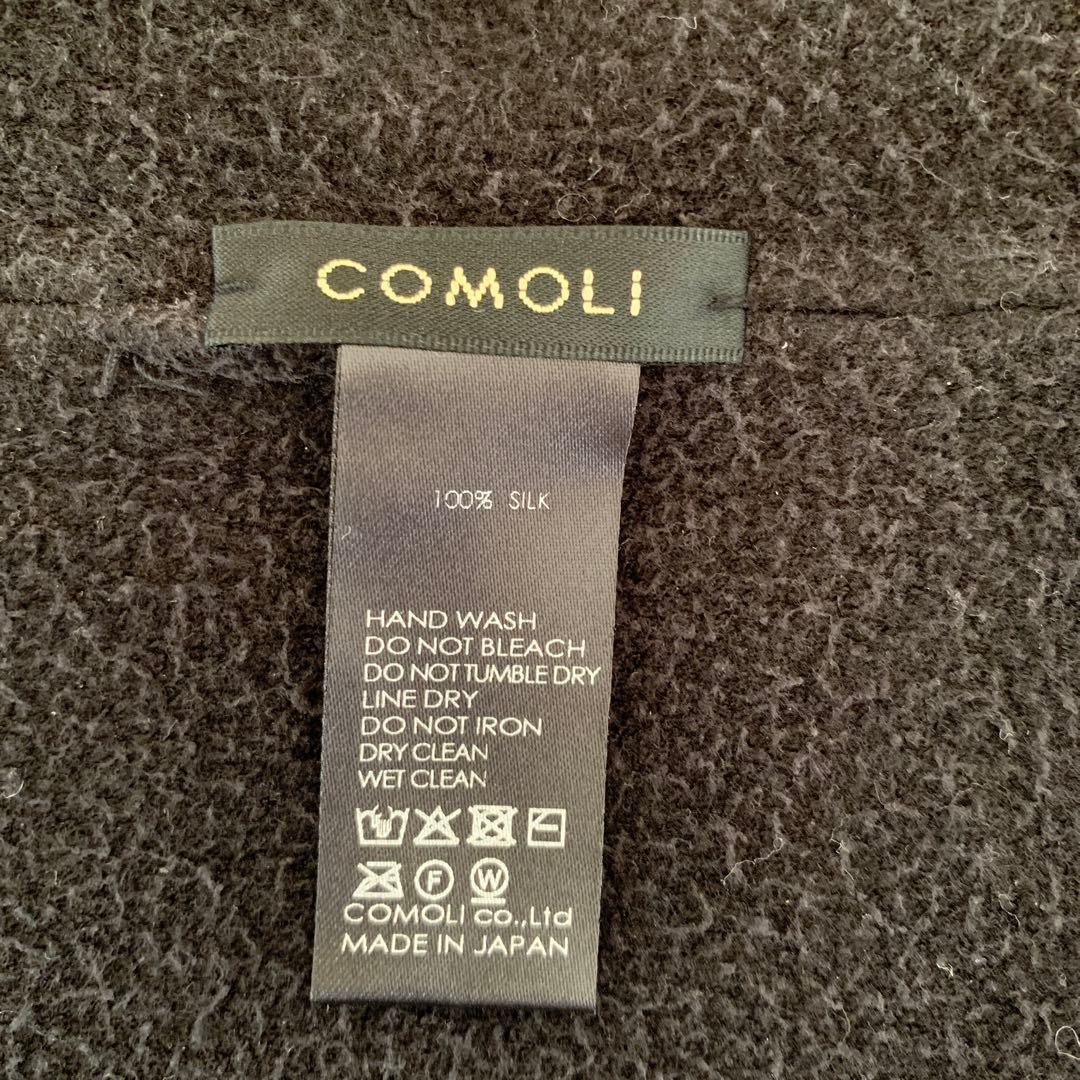 COMOLI
100% SILK
HAND WASH
DO NOT BLEACH
DO NOT TUMBLE DRY
LINE DRY
DO NOT IRON
DRY CLEAN
WET CLEAN
F W
COMOLI co.,Ltd
MADE IN JAPAN